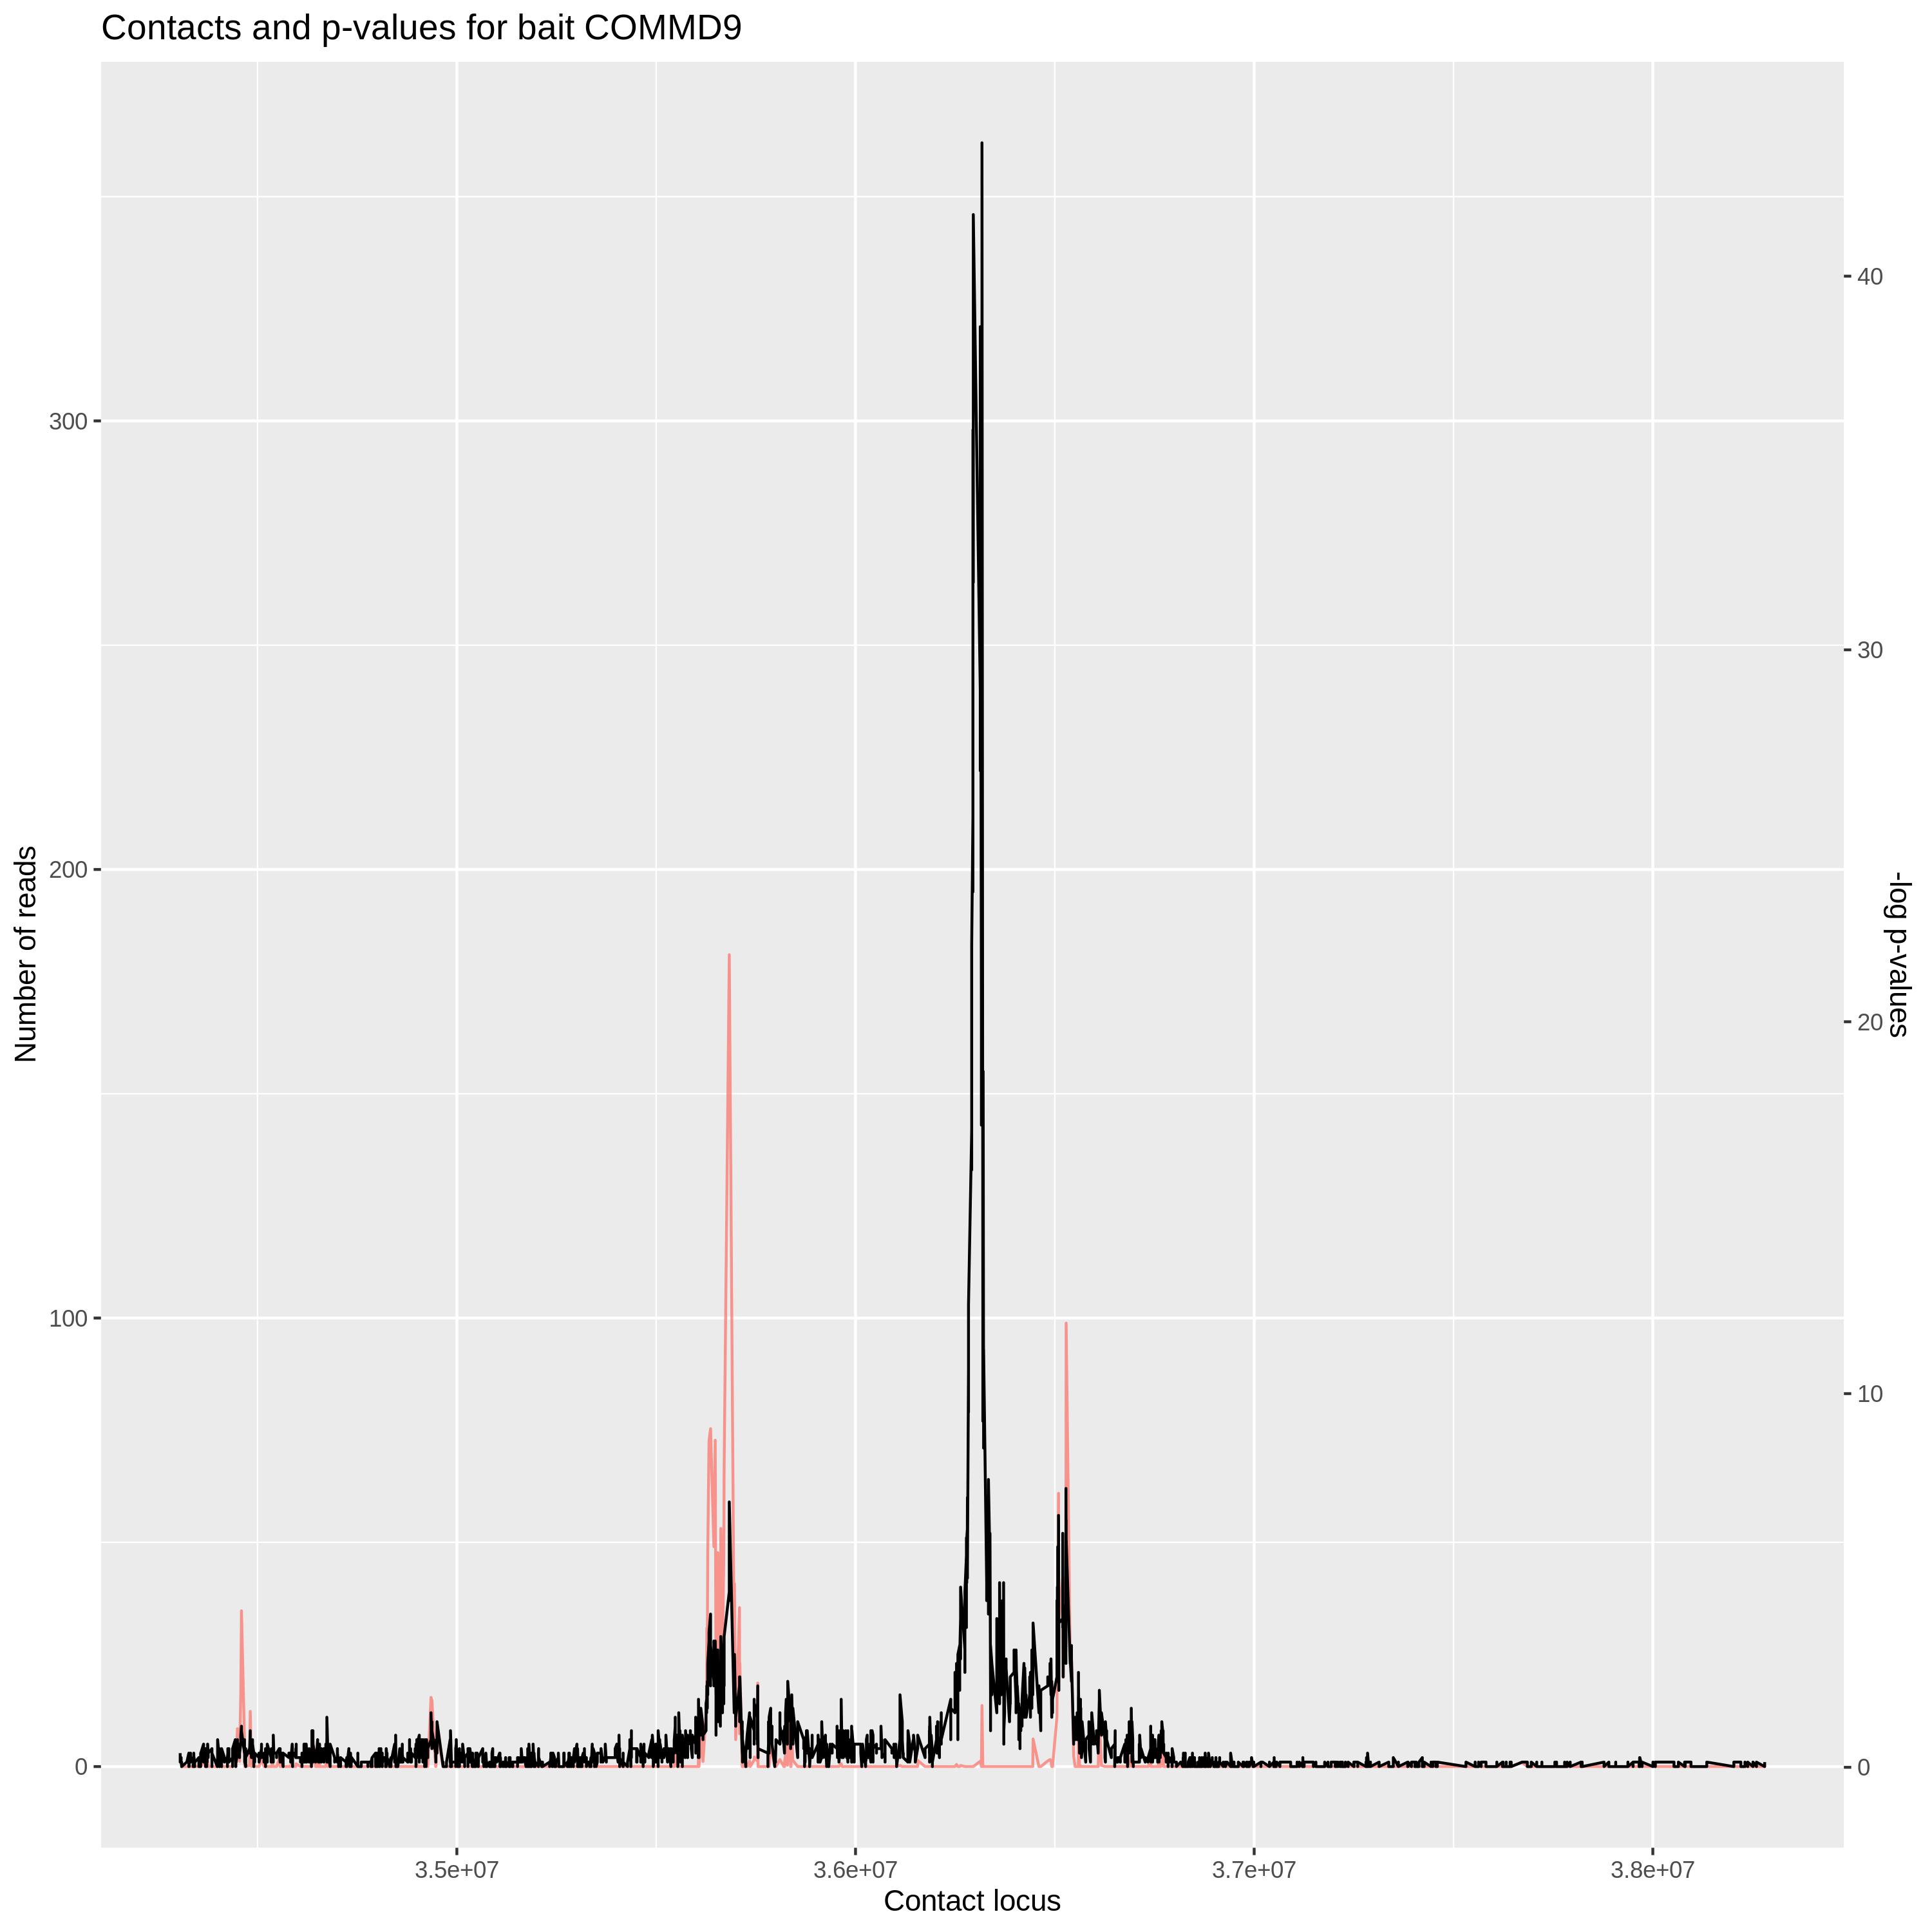 Contacts and p-values for bait COMMD9
300
200
100
0
Number of reads
40
30
20
10
0
-log p-values
3.5e+07 3.6e+07 3.7e+07 3.8e+07
Contact locus